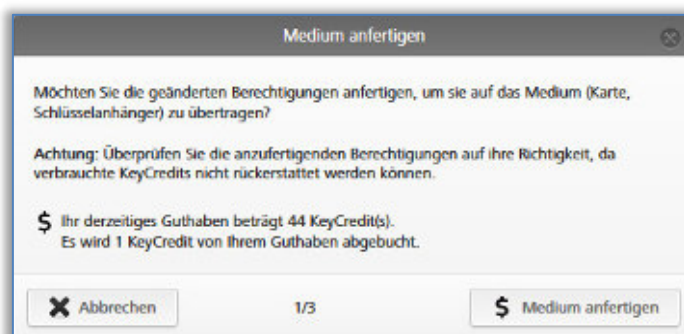 Medium anfertigen
Möchten Sie die geänderten Berechtigungen anfertigen, um sie auf das Medium (Karte,
Schlüsselanhänger) zu übertragen?
Achtung: Überprüfen Sie die anzufertigenden Berechtigungen auf ihre Richtigkeit, da
verbrauchte KeyCredits nicht rückerstattet werden können.
$ Ihr derzeitiges Guthaben beträgt 44 KeyCredit(s).
Es wird 1 KeyCredit von Ihrem Guthaben abgebucht.
Abbrechen 1/3 $ Medium anfertigen